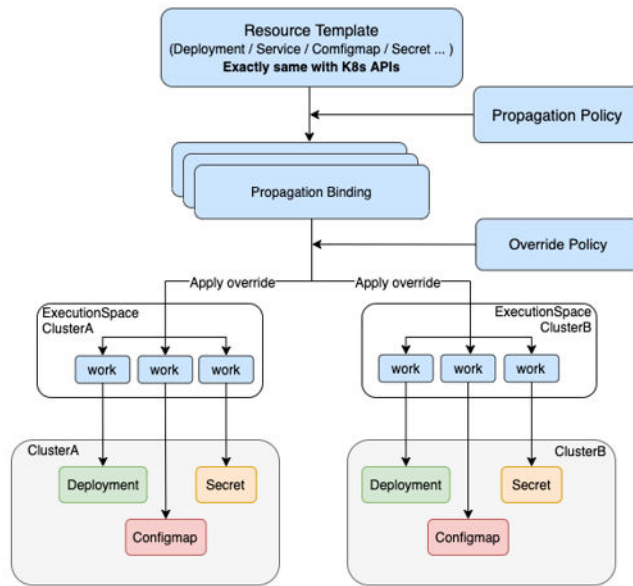 Resource Template
(Deployment / Service / Configmap / Secret ... )
Exactly same with K8s APIs
Propagation Policy
Propagation Binding
Override Policy
Apply override
Apply override
ExecutionSpace
ClusterA
work
work
work
ExecutionSpace
ClusterB
work
work
work
ClusterA
Deployment
Secret
Configmap
ClusterB
Deployment
Secret
Configmap